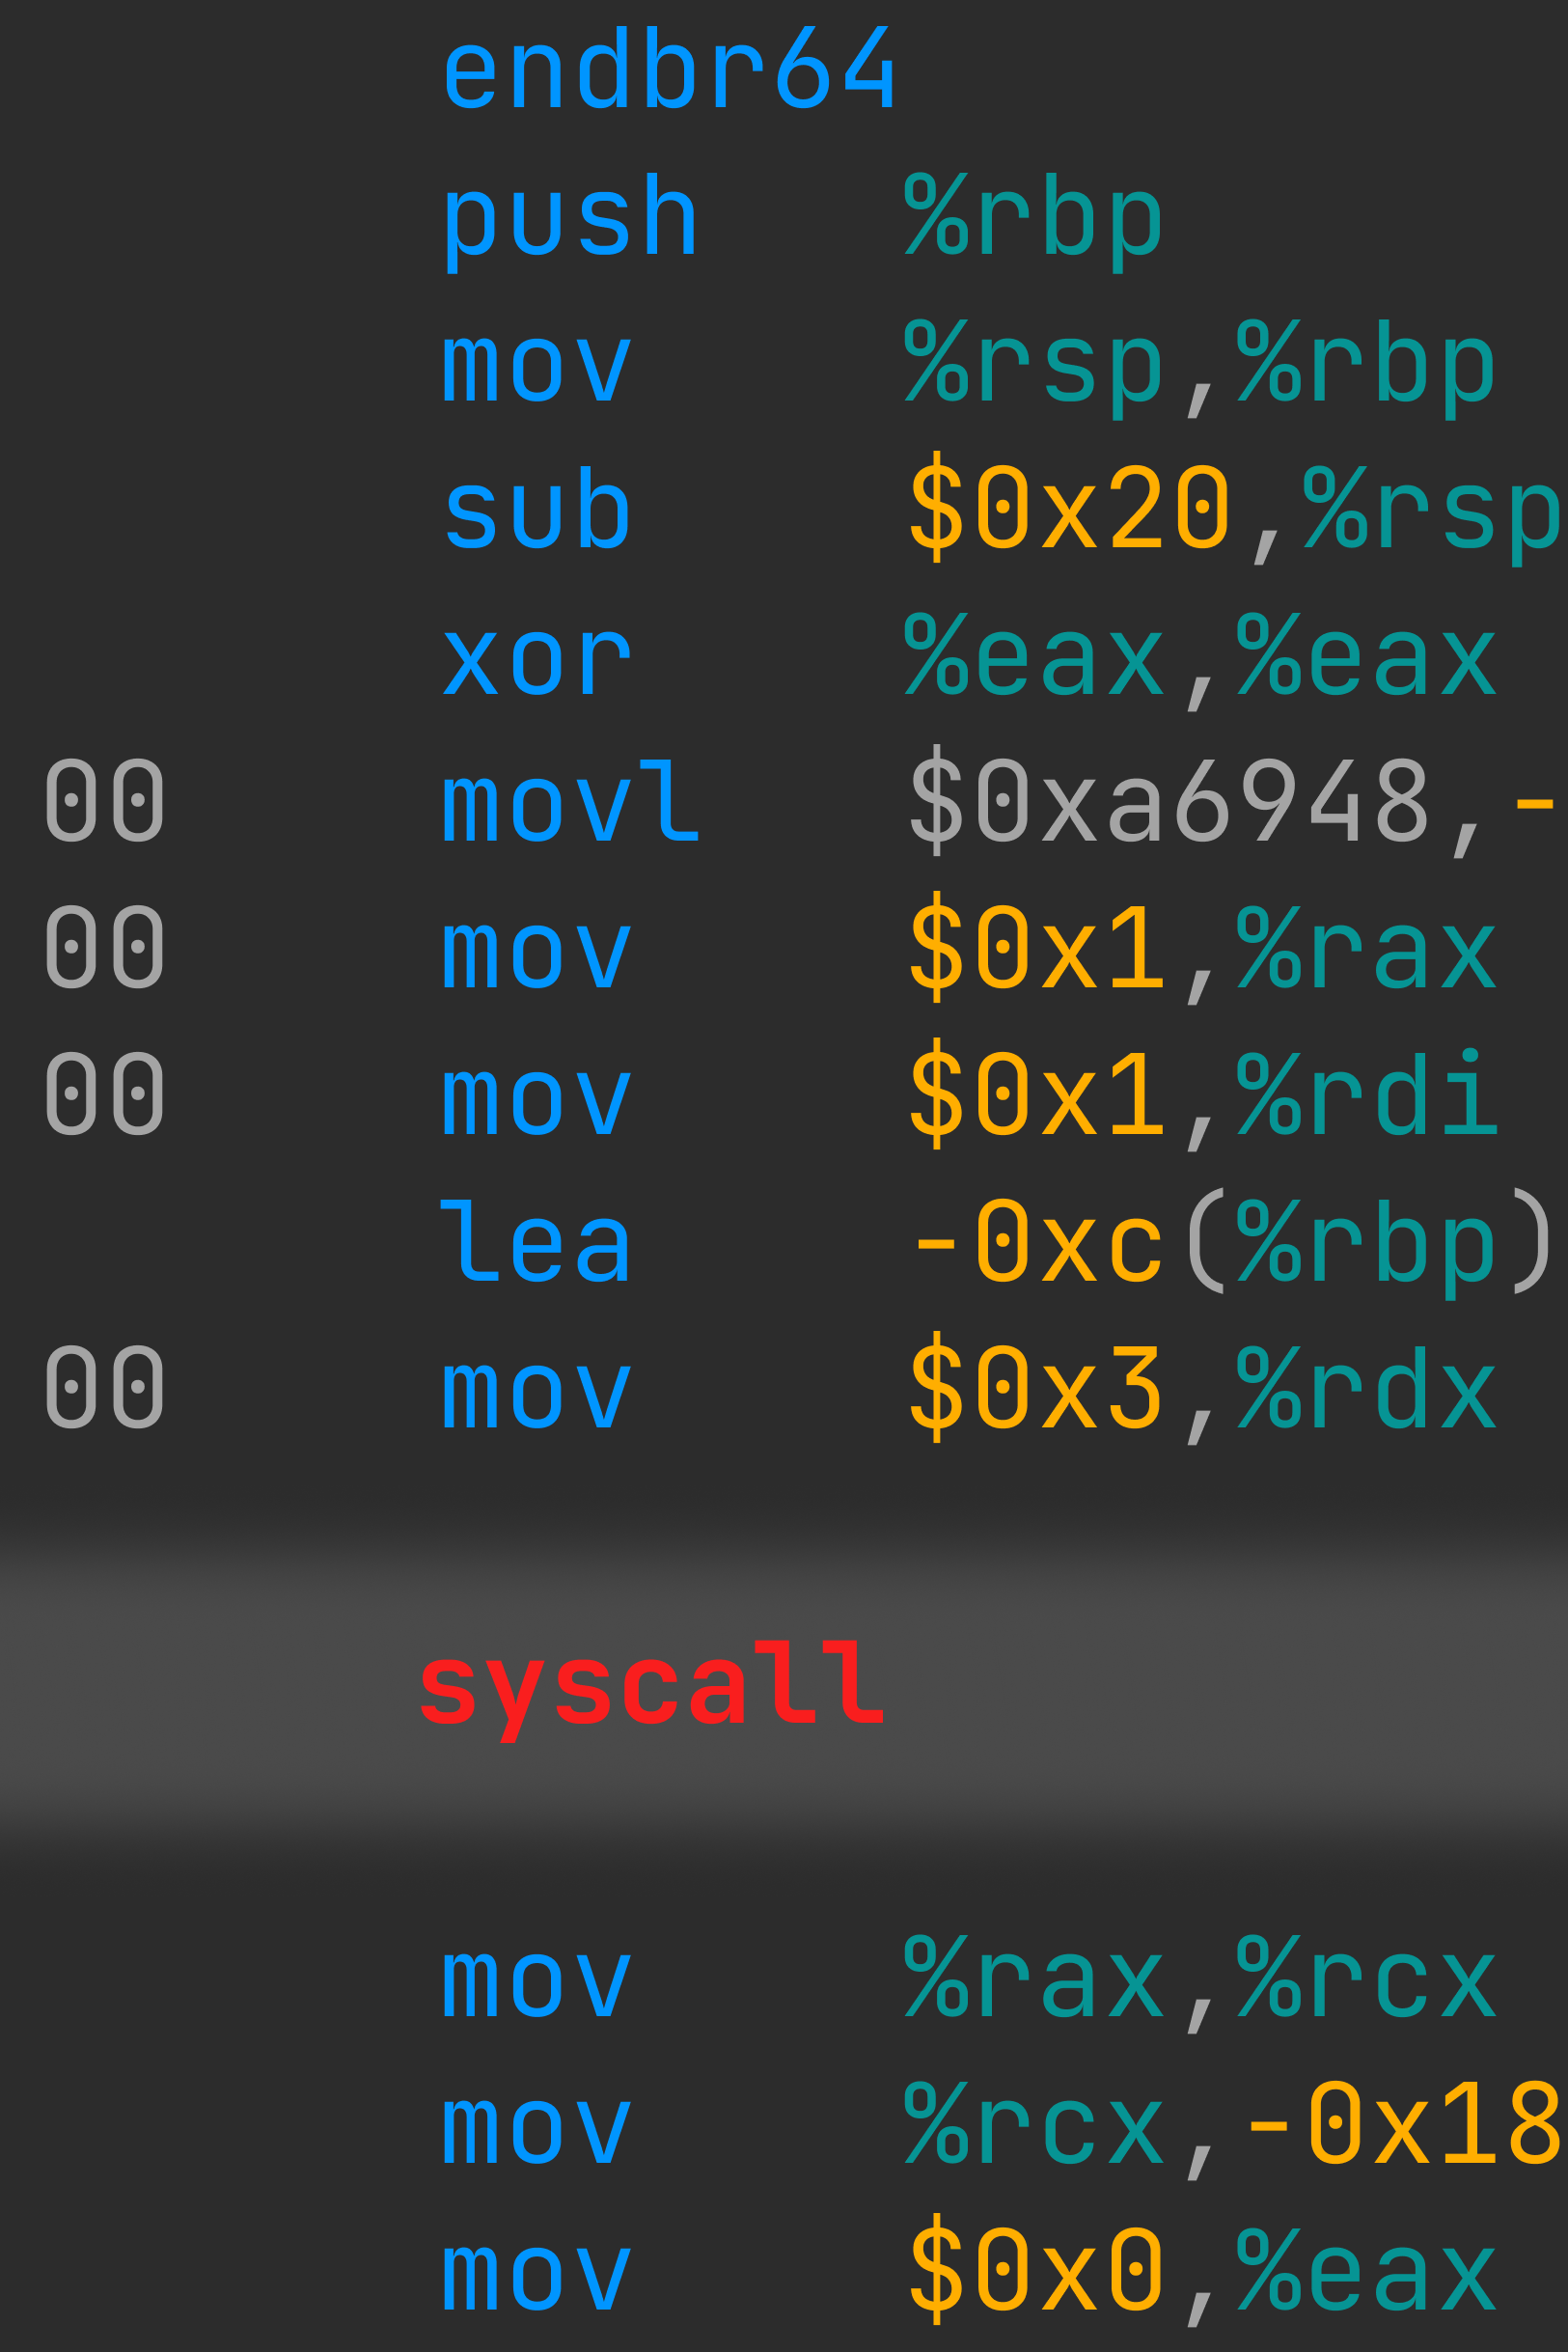 endbr64
push %rbp
mov %rsp,%rbp
sub $0x20,%rsp
xor %eax,%eax
00 movl $0xa6948,-
00 mov $0x1,%rax
00 mov $0x1,%rdi
lea -0xc(%rbp)
00 mov $0x3,%rdx
syscall
mov %rax,%rcx
mov %rcx,-0x18
mov $0x0,%eax